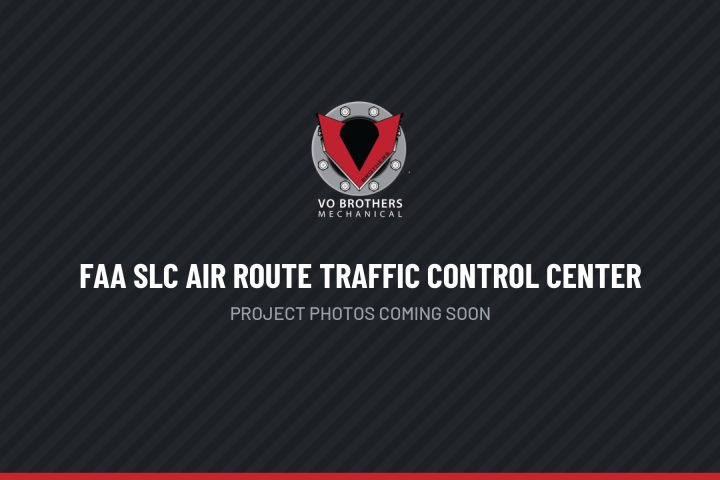 VO BROTHERS
MECHANICAL
FAA SLC AIR ROUTE TRAFFIC CONTROL CENTER
PROJECT PHOTOS COMING SOON